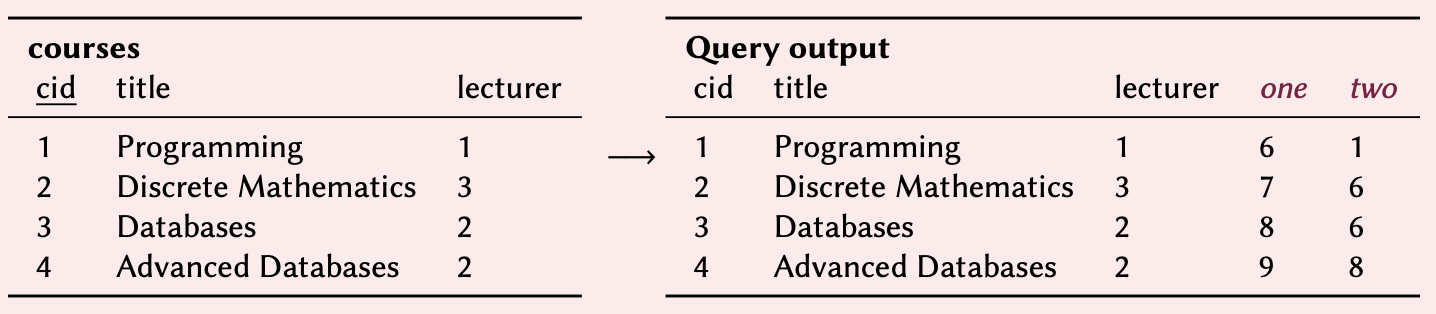 courses
cid title lecturer
1 Programming 1
2 Discrete Mathematics 3
3 Databases 2
4 Advanced Databases 2
→
Query output
cid title lecturer one two
1 Programming 1 6 1
2 Discrete Mathematics 3 7 6
3 Databases 2 8 6
4 Advanced Databases 2 9 8